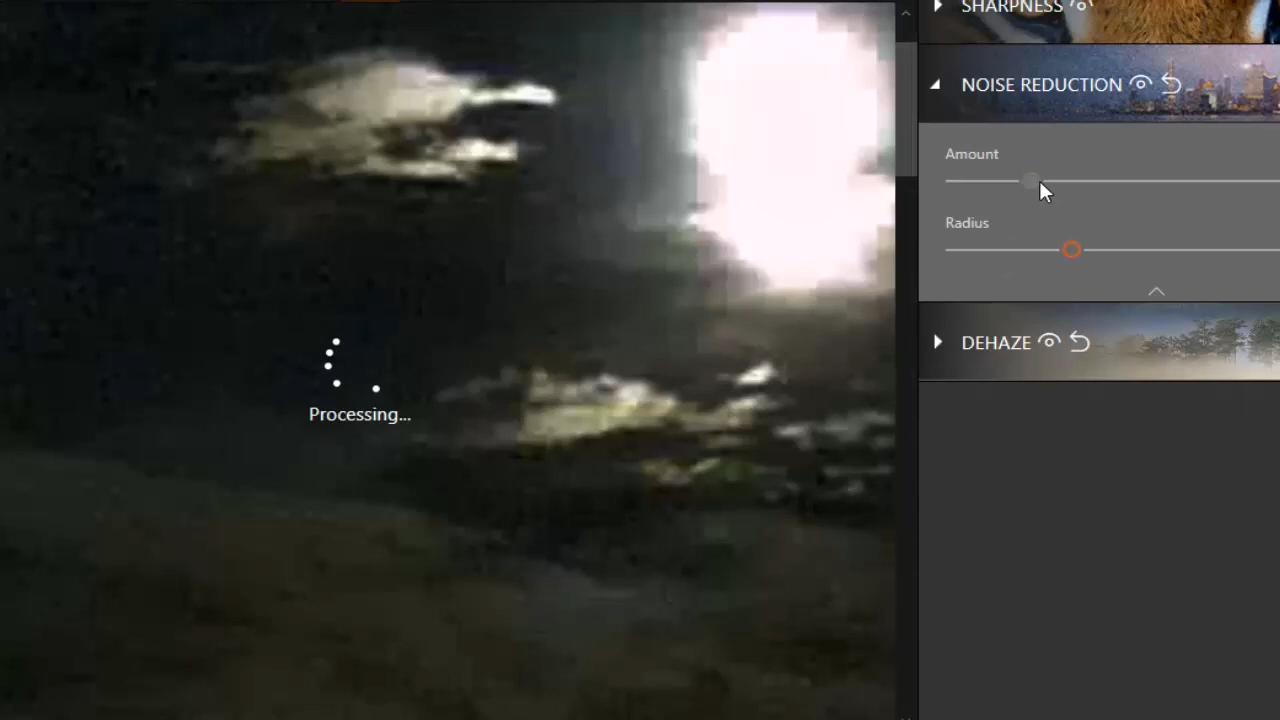 SHARPNESS
NOISE REDUCTION
Amount
Radius
DEHAZE
Processing...